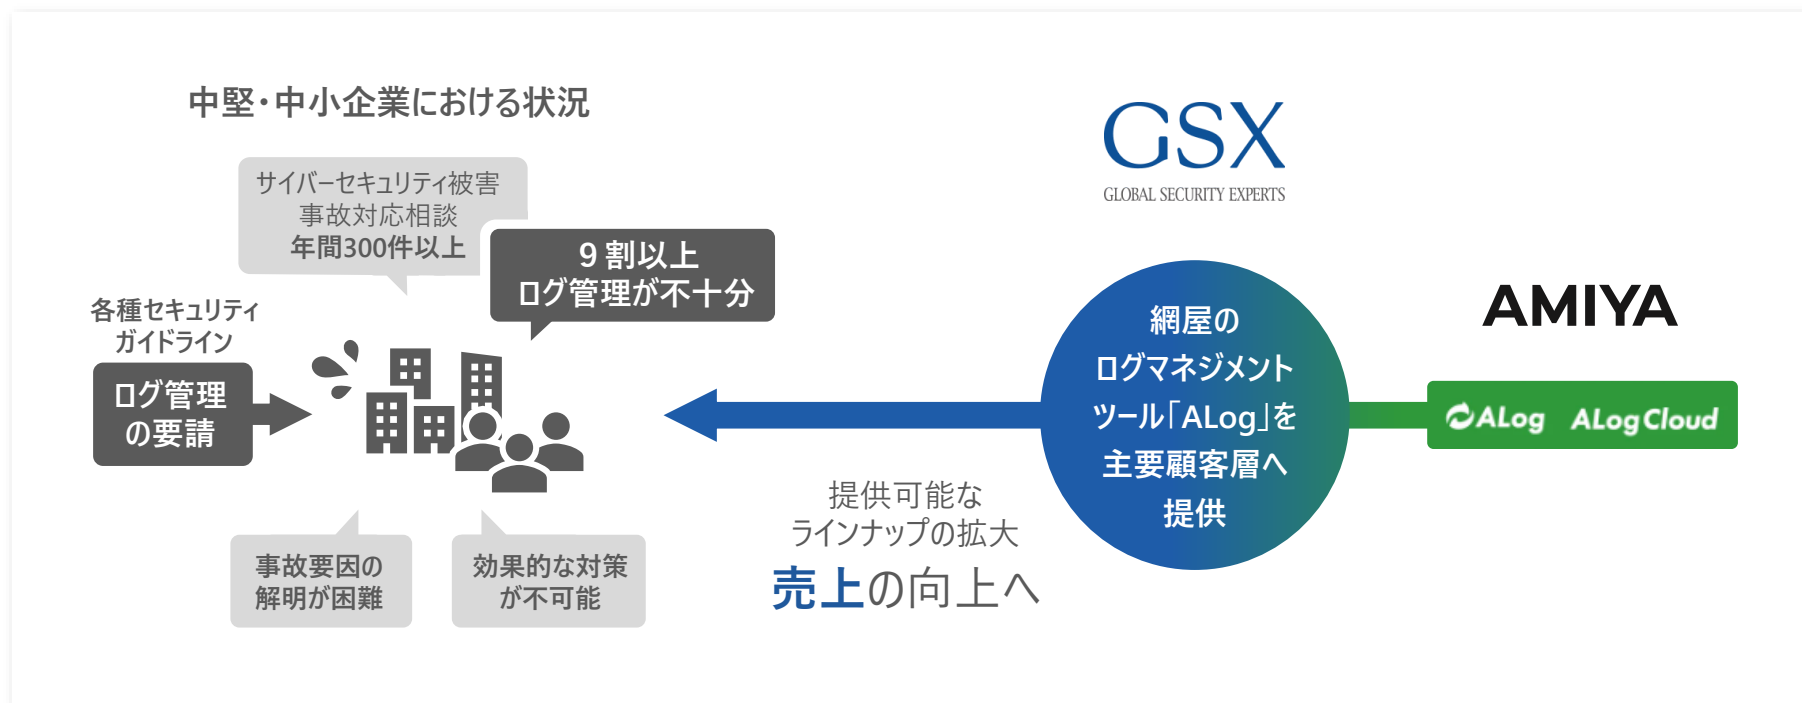 中堅・中小企業における状況
サイバーセキュリティ被害
事故対応相談
年間300件以上
９割以上
ログ管理が不十分
各種セキュリティ
ガイドライン
ログ管理
の要請
事故要因の
解明が困難
効果的な対策
が不可能
提供可能な
ラインナップの拡大
売上の向上へ
GSX
GLOBAL SECURITY EXPERTS
網屋の
ログマネジメント
ツール「ALog」を
主要顧客層へ
提供
AMIYA
ALog ALog Cloud